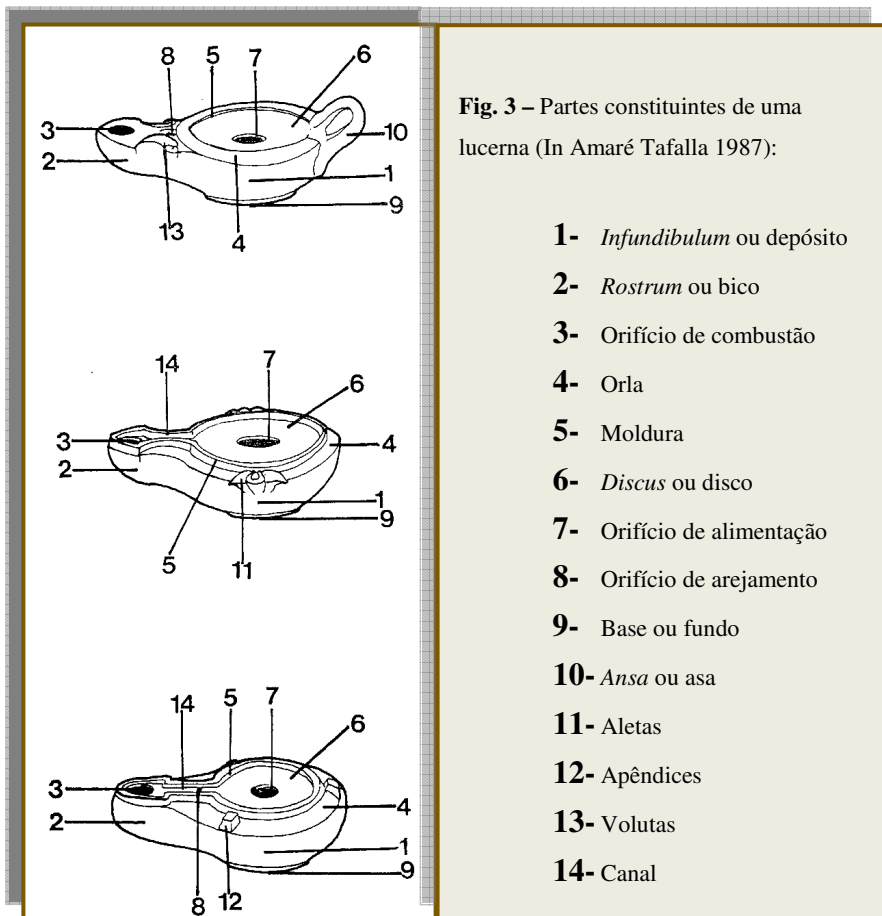 8 5 7 6
3
10
2
1
9
13 4
14 7
6
3
4
2
1
9
5
11
14 5 7
6
3
4
2
1
9
8 12
Fig. 3 – Partes constituintes de uma
lucerna (In Amaré Tafalla 1987):
1- Infundibulum ou depósito
2- Rostrum ou bico
3- Orifício de combustão
4- Orla
5- Moldura
6- Discus ou disco
7- Orifício de alimentação
8- Orifício de arejamento
9- Base ou fundo
10- Ansa ou asa
11- Aletas
12- Apêndices
13- Volutas
14- Canal